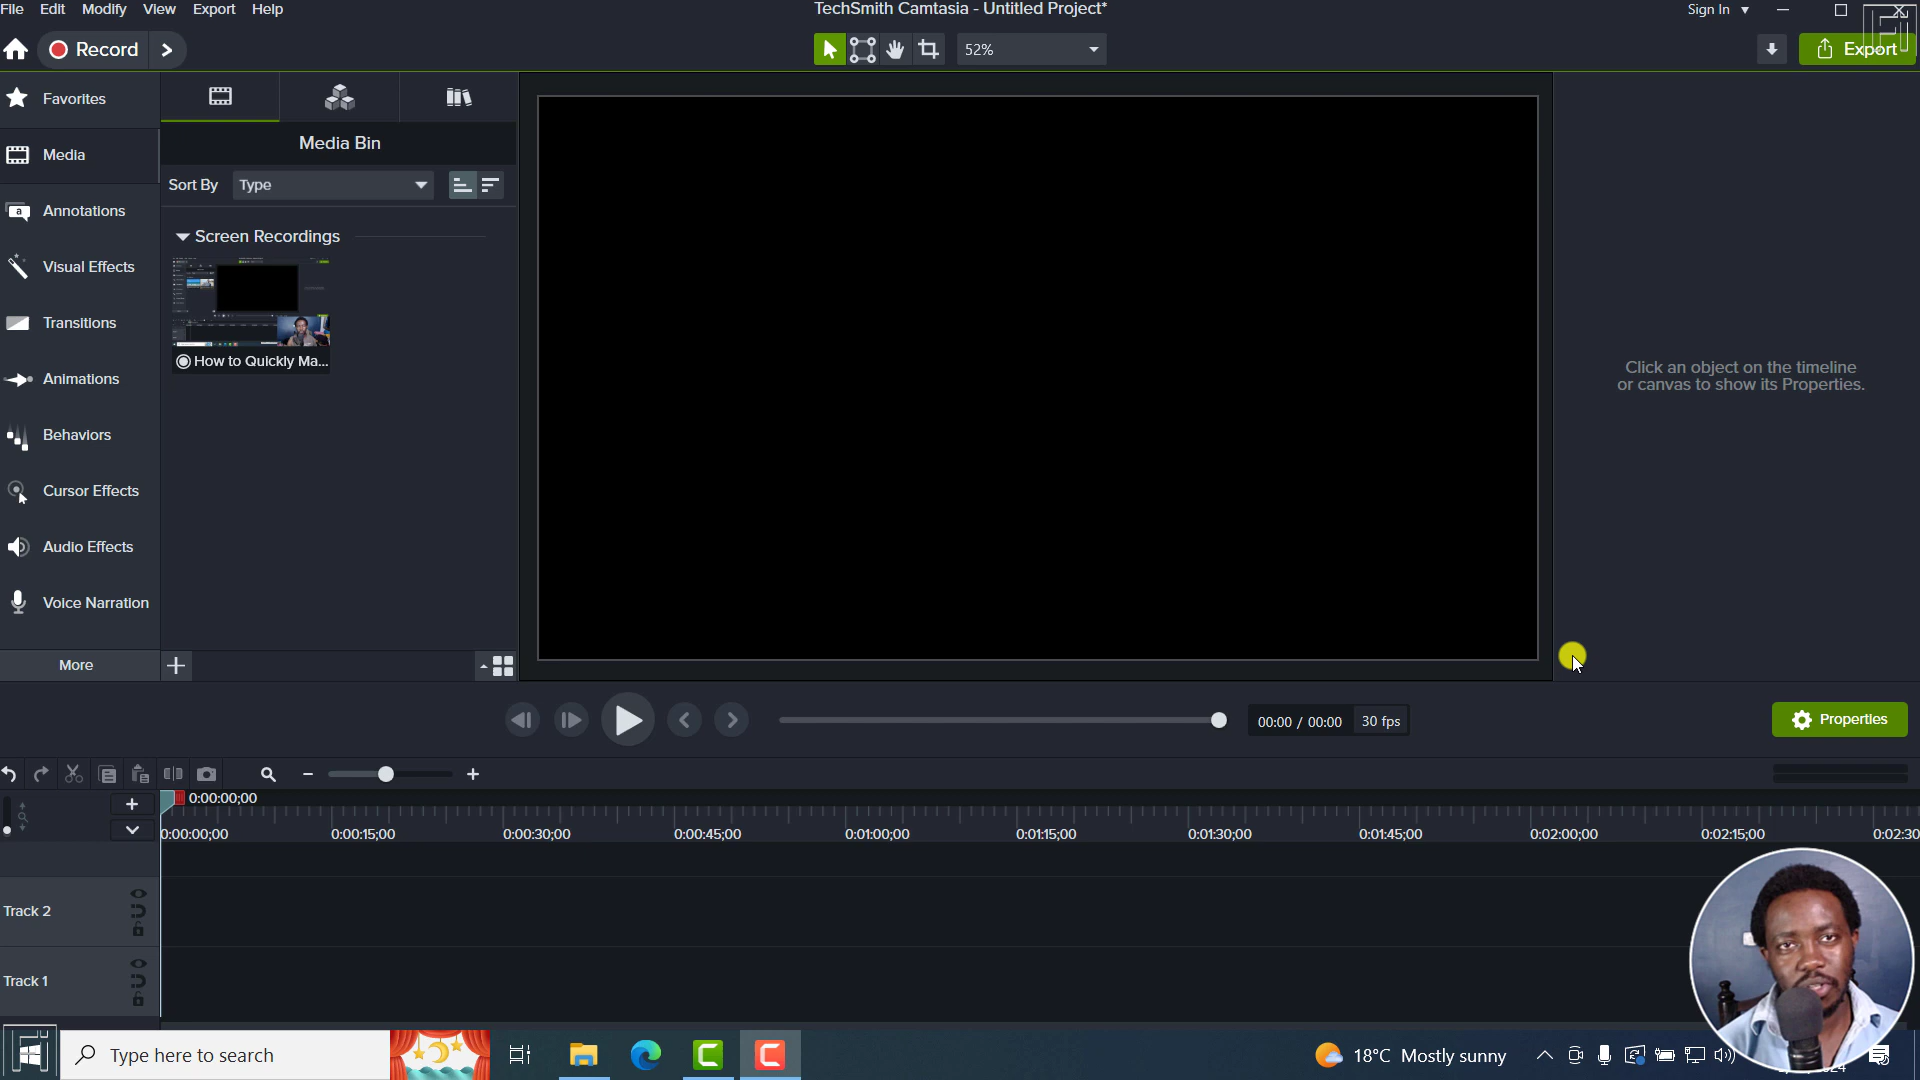 File Edit Modify View Export Help
TechSmith Camtasia - Untitled Project*
Sign In
Record
52%
Export
Favorites
Media
Annotations
Visual Effects
Transitions
Animations
Behaviors
Cursor Effects
Audio Effects
Voice Narration
More
Media Bin
Sort By Type
Screen Recordings
How to Quickly Ma...
Click an object on the timeline
or canvas to show its Properties.
00:00 / 00:00 30 fps
Properties
0:00:00;00
0:00:00;00 0:00:15;00 0:00:30;00 0:00:45;00 0:01:00;00 0:01:15;00 0:01:30;00 0:01:45;00 0:02:00;00 0:02:15;00 0:02:30
Track 2
Track 1
Type here to search
18°C Mostly sunny